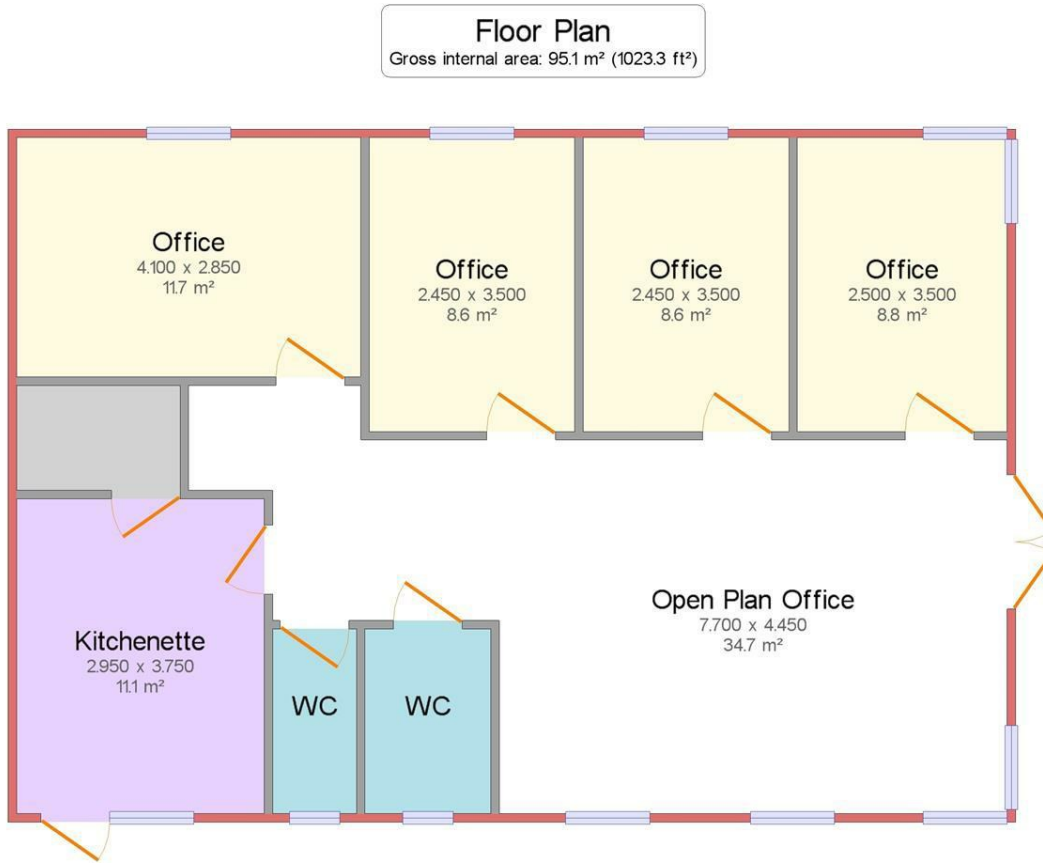 Floor Plan
Gross internal area: 95.1 m² (1023.3 ft²)
Office
4.100 x 2.850
11.7 m²
Office
2.450 x 3.500
8.6 m²
Office
2.450 x 3.500
8.6 m²
Office
2.500 x 3.500
8.8 m²
Open Plan Office
7.700 x 4.450
34.7 m²
Kitchenette
2.950 x 3.750
11.1 m²
WC
WC